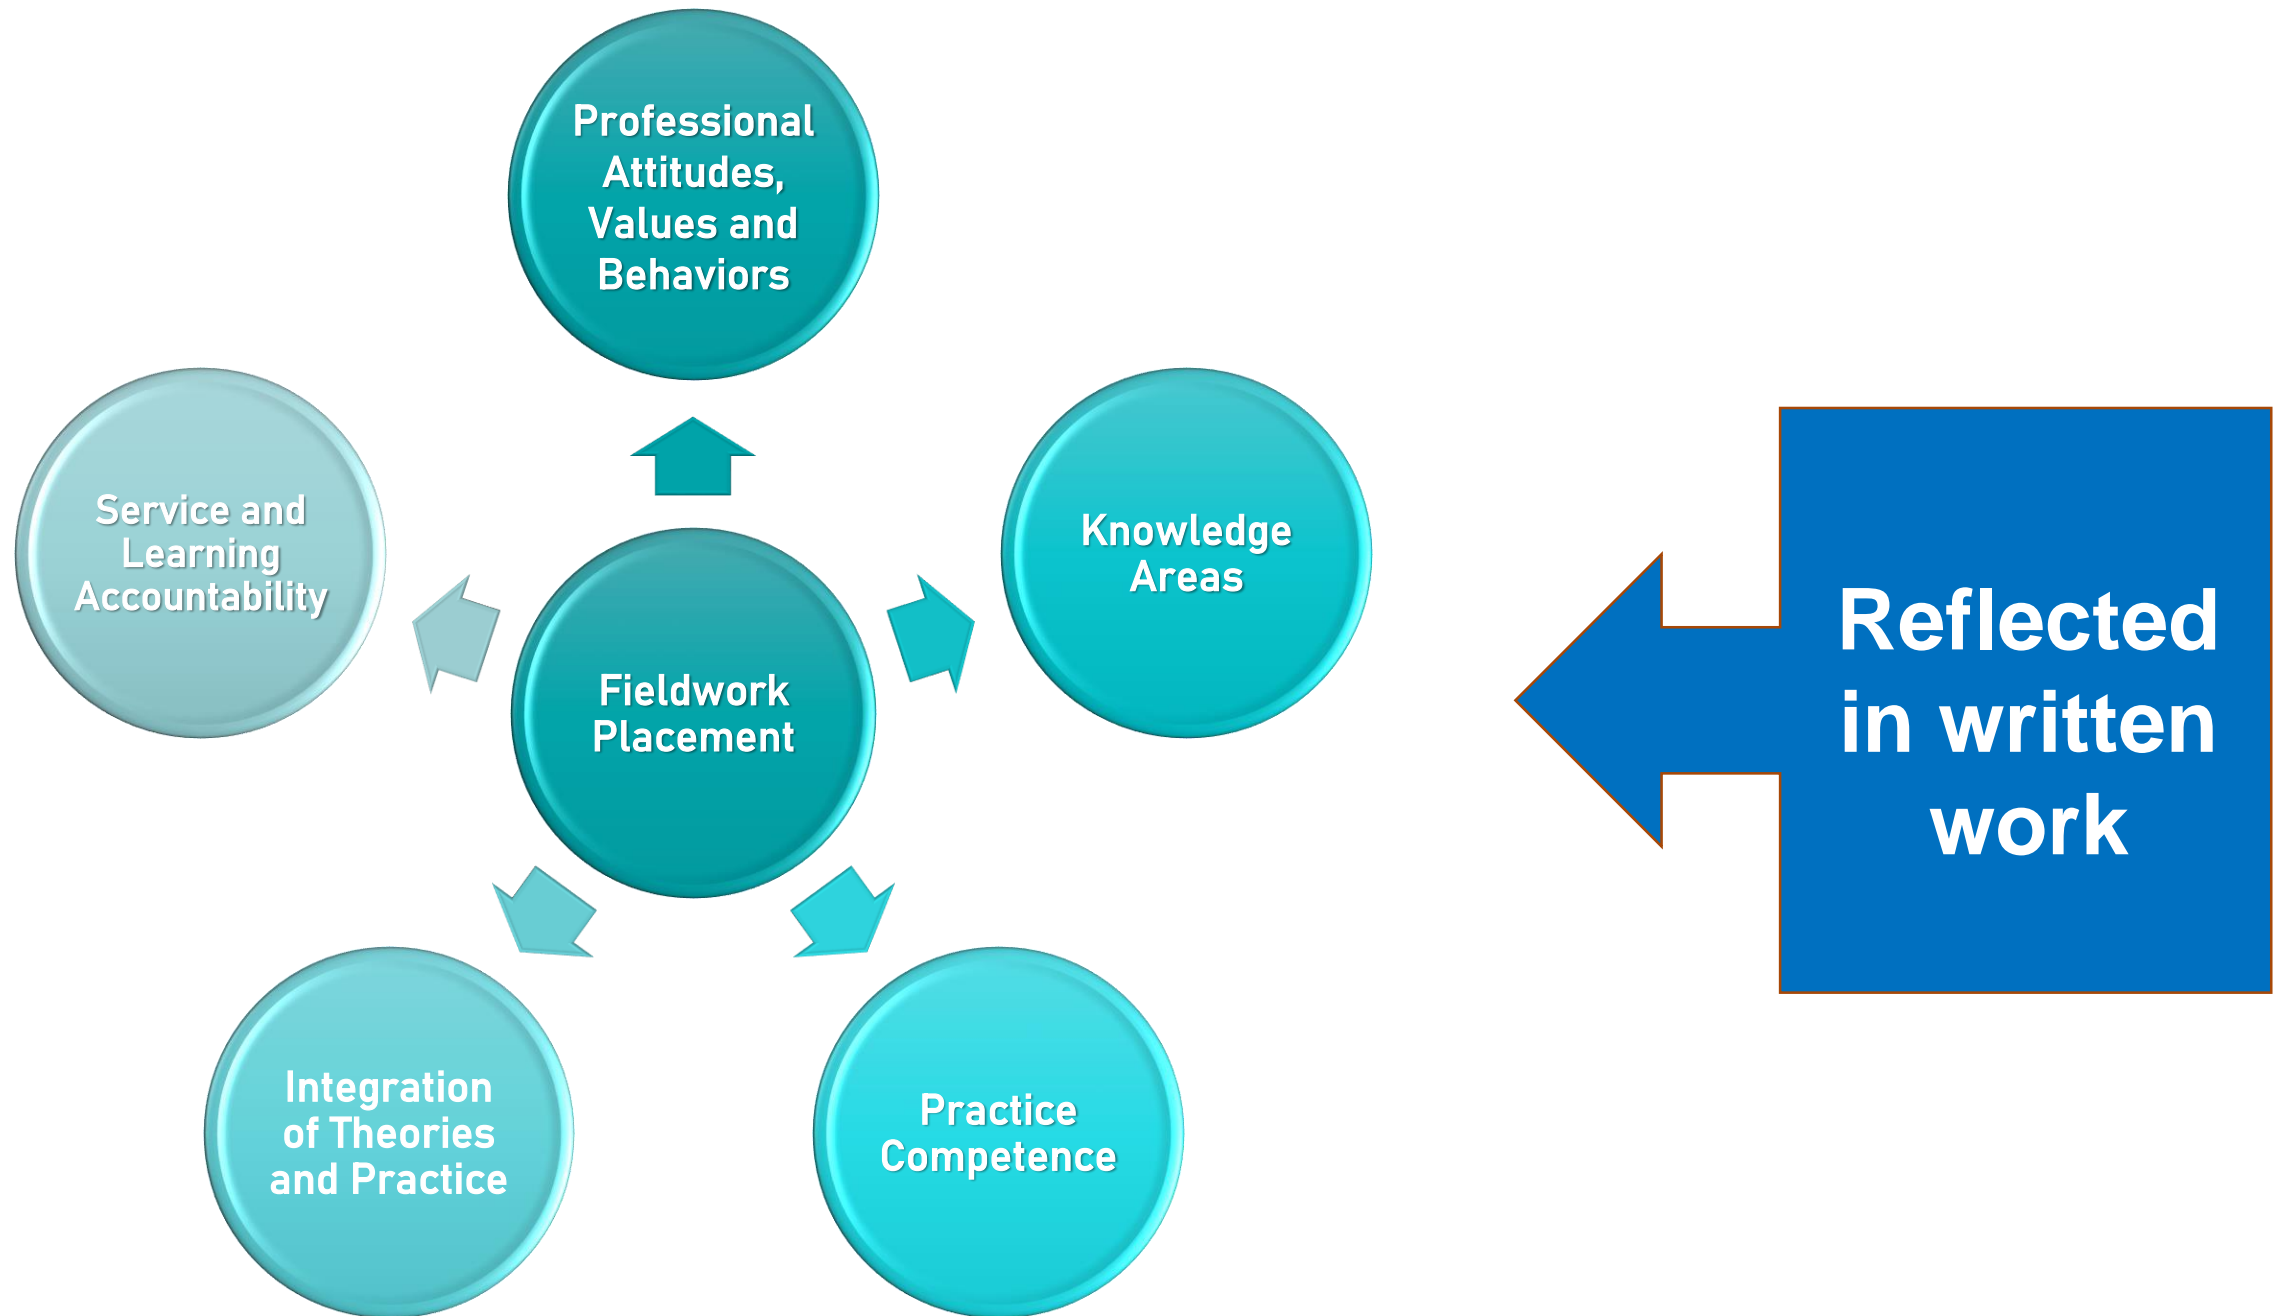 Professional
Attitudes,
Values and
Behaviors
Service and
Learning
Accountability
Knowledge
Areas
Fieldwork
Placement
Integration
of Theories
and Practice
Practice
Competence
Reflected
in written
work